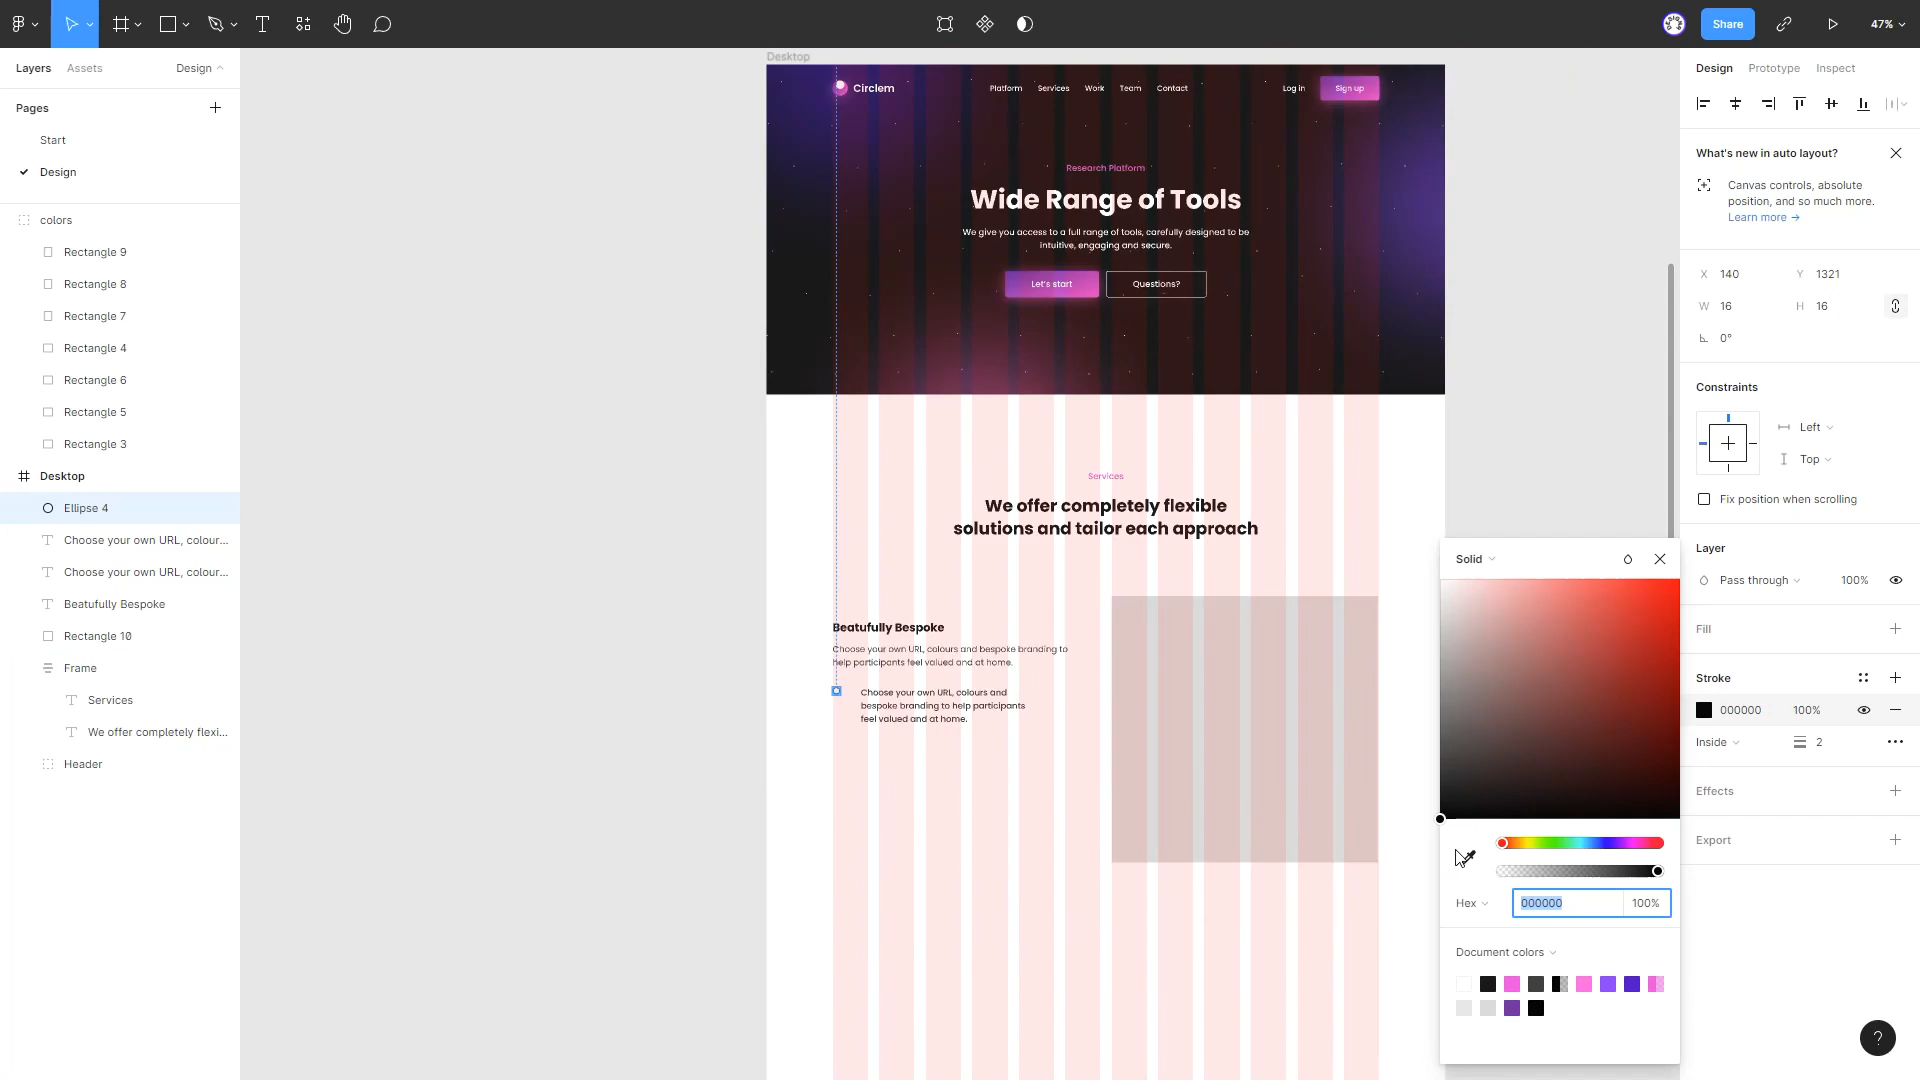 Share
47%
Layers
Assets
Design
Pages
Start
Design
colors
Rectangle 9
Rectangle 8
Rectangle 7
Rectangle 4
Rectangle 6
Rectangle 5
Rectangle 3
Desktop
Ellipse 4
Choose your own URL, colour...
Choose your own URL, colour...
Beatufully Bespoke
Rectangle 10
Frame
Services
We offer completely flexi...
Header
Desktop
Circlem
Platform
Services
Work
Team
Contact
Log in
Sign up
Research Platform
Wide Range of Tools
We give you access to a full range of tools, carefully designed to be
intuitive, engaging and secure.
Let's start
Questions?
Services
We offer completely flexible
solutions and tailor each approach
Beatufully Bespoke
Choose your own URL, colours and bespoke branding to
help participants feel valued and at home.
Choose your own URL, colours and
bespoke branding to help participants
feel valued and at home.
Solid
Hex
000000
100%
Document colors
Design
Prototype
Inspect
What's new in auto layout?
Canvas controls, absolute
position, and so much more.
Learn more →
X 140
Y 1321
W 16
H 16
0°
Constraints
Left
Top
Fix position when scrolling
Layer
Pass through
100%
Fill
Stroke
000000
100%
Inside
2
Effects
Export
?